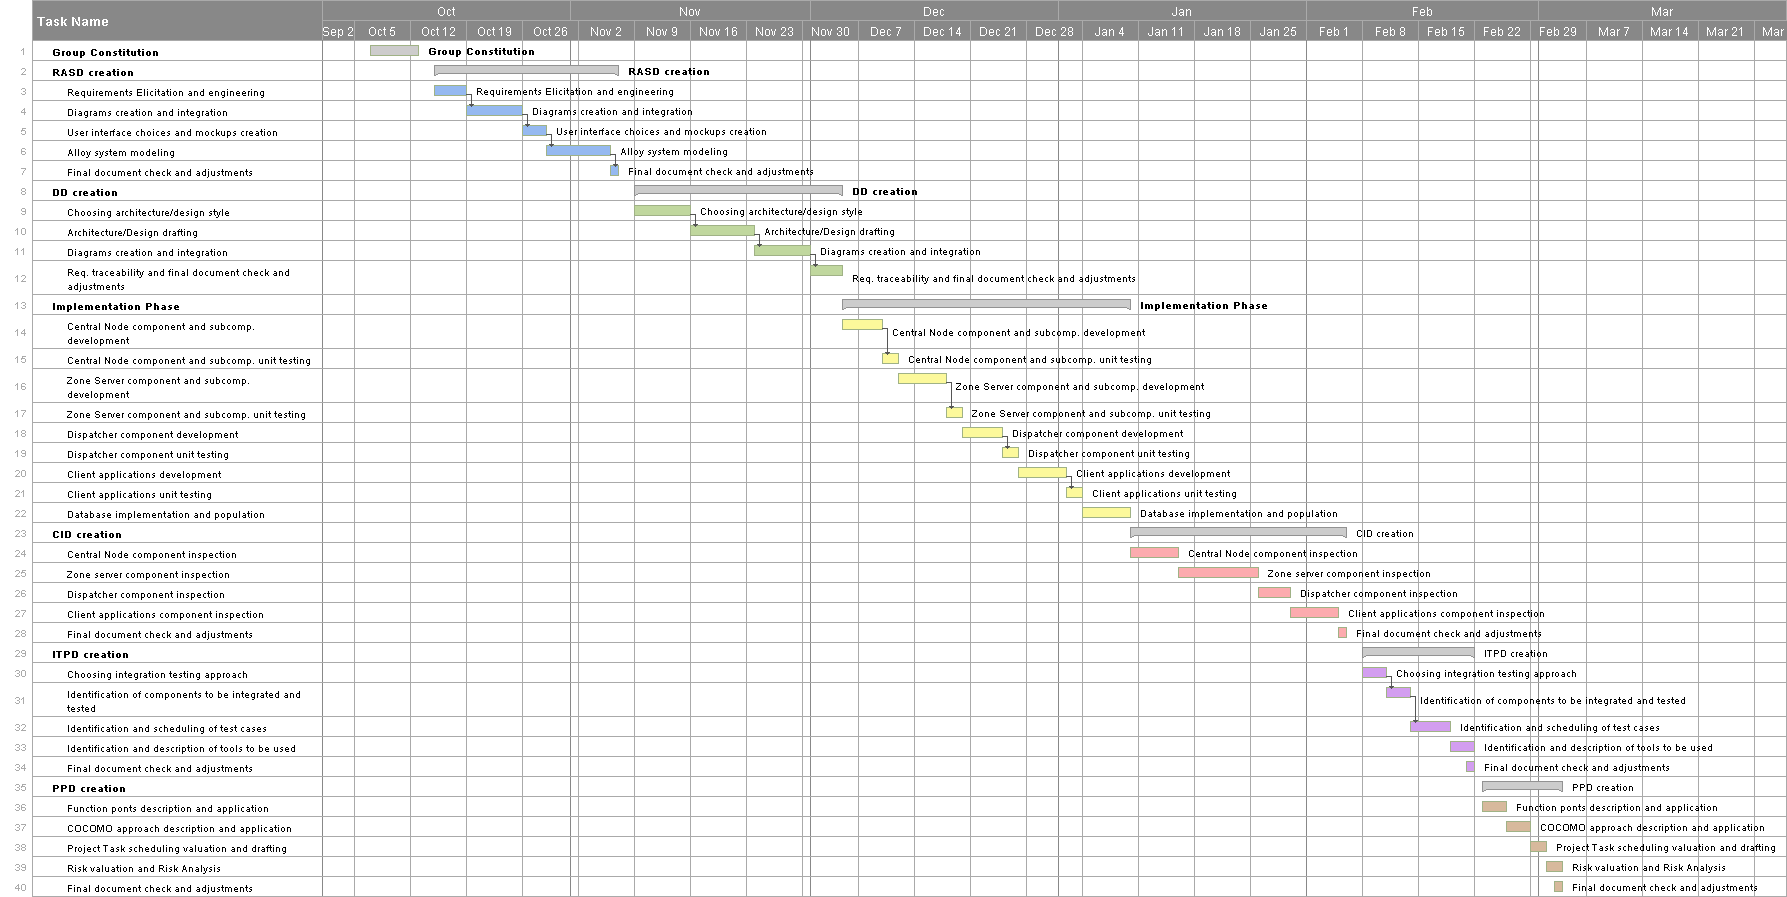 Task Name
Oct Nov Dec Jan Feb Mar
Sep 2 Oct 5 Oct 12 Oct 19 Oct 26 Nov 2 Nov 9 Nov 16 Nov 23 Nov 30 Dec 7 Dec 14 Dec 21 Dec 28 Jan 4 Jan 11 Jan 18 Jan 25 Feb 1 Feb 8 Feb 15 Feb 22 Feb 29 Mar 7 Mar 14 Mar 21 Mar
1 Group Constitution Group Constitution
2 RASD creation RASD creation
3 Requirements Elicitation and engineering Requirements Elicitation and engineering
4 Diagrams creation and integration Diagrams creation and integration
5 User interface choices and mockups creation User interface choices and mockups creation
6 Alloy system modeling Alloy system modeling
7 Final document check and adjustments Final document check and adjustments
8 DD creation DD creation
9 Choosing architecture/design style Choosing architecture/design style
10 Architecture/Design drafting Architecture/Design drafting
11 Diagrams creation and integration Diagrams creation and integration
Req. traceability and final document check and
12 adjustments Req. traceability and final document check and adjustments
13 Implementation Phase Implementation Phase
Central Node component and subcomp.
14 development Central Node component and subcomp. development
15 Central Node component and subcomp. unit testing Central Node component and subcomp. unit testing
Zone Server component and subcomp.
16 development Zone Server component and subcomp. development
17 Zone Server component and subcomp. unit testing Zone Server component and subcomp. unit testing
18 Dispatcher component development Dispatcher component development
19 Dispatcher component unit testing Dispatcher component unit testing
20 Client applications development Client applications development
21 Client applications unit testing Client applications unit testing
22 Database implementation and population Database implementation and population
23 CID creation CID creation
24 Central Node component inspection Central Node component inspection
25 Zone server component inspection Zone server component inspection
26 Dispatcher component inspection Dispatcher component inspection
27 Client applications component inspection Client applications component inspection
28 Final document check and adjustments Final document check and adjustments
29 ITPD creation ITPD creation
30 Choosing integration testing approach Choosing integration testing approach
Identification of components to be integrated and
31 tested Identification of components to be integrated and tested
32 Identification and scheduling of test cases Identification and scheduling of test cases
33 Identification and description of tools to be used Identification and description of tools to be used
34 Final document check and adjustments Final document check and adjustments
35 PPD creation PPD creation
36 Function ponts description and application Function ponts description and application
37 COCOMO approach description and application COCOMO approach description and application
38 Project Task scheduling valuation and drafting Project Task scheduling valuation and drafting
39 Risk valuation and Risk Analysis Risk valuation and Risk Analysis
40 Final document check and adjustments Final document check and adjustments